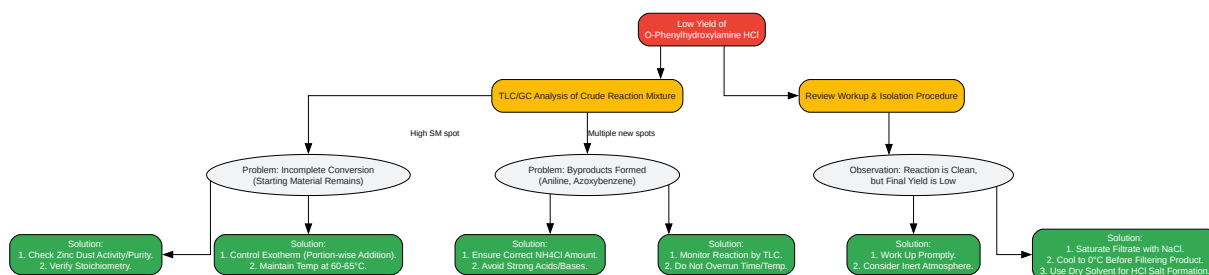 Low Yield of
O-Phenylhydroxylamine HCl
TLC/GC Analysis of Crude Reaction Mixture
Review Workup & Isolation Procedure
High SM spot
Multiple new spots
Problem: Incomplete Conversion
(Starting Material Remains)
Problem: Byproducts Formed
(Aniline, Azoxybenzene)
Observation: Reaction is Clean,
but Final Yield is Low
Solution:
1. Check Zinc Dust Activity/Purity.
2. Verify Stoichiometry.
Solution:
1. Control Exotherm (Portion-wise Addition).
2. Maintain Temp at 60-65°C.
Solution:
1. Ensure Correct NH4Cl Amount.
2. Avoid Strong Acids/Bases.
Solution:
1. Monitor Reaction by TLC.
2. Do Not Overrun Time/Temp.
Solution:
1. Work Up Promptly.
2. Consider Inert Atmosphere.
Solution:
1. Saturate Filtrate with NaCl.
2. Cool to 0°C Before Filtering Product.
3. Use Dry Solvent for HCl Salt Formation.